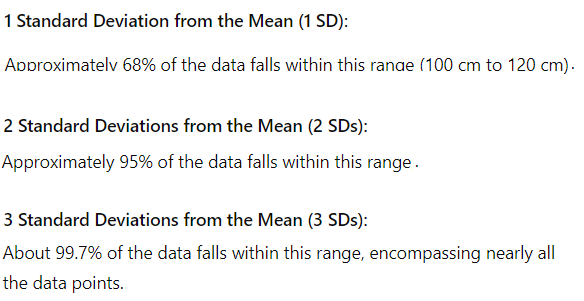 1 Standard Deviation from the Mean (1 SD):
Approximately 68% of the data falls within this range (100 cm to 120 cm).
2 Standard Deviations from the Mean (2 SDs):
Approximately 95% of the data falls within this range.
3 Standard Deviations from the Mean (3 SDs):
About 99.7% of the data falls within this range, encompassing nearly all
the data points.